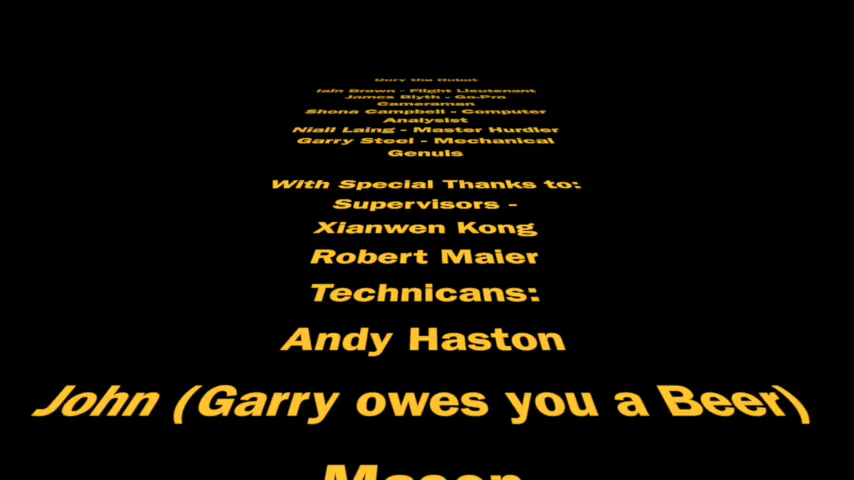 Dury the Robot
Iain Brown - Flight Lieutenant
James Blyth - Go-Pro
Cameraman
Shona Campbell - Computer
Analysist
Niall Laing - Master Hurdler
Garry Steel - Mechanical
Genuis
With Special Thanks to:
Supervisors -
Xianwen Kong
Robert Maier
Technicans:
Andy Haston
John (Garry owes you a Beer)